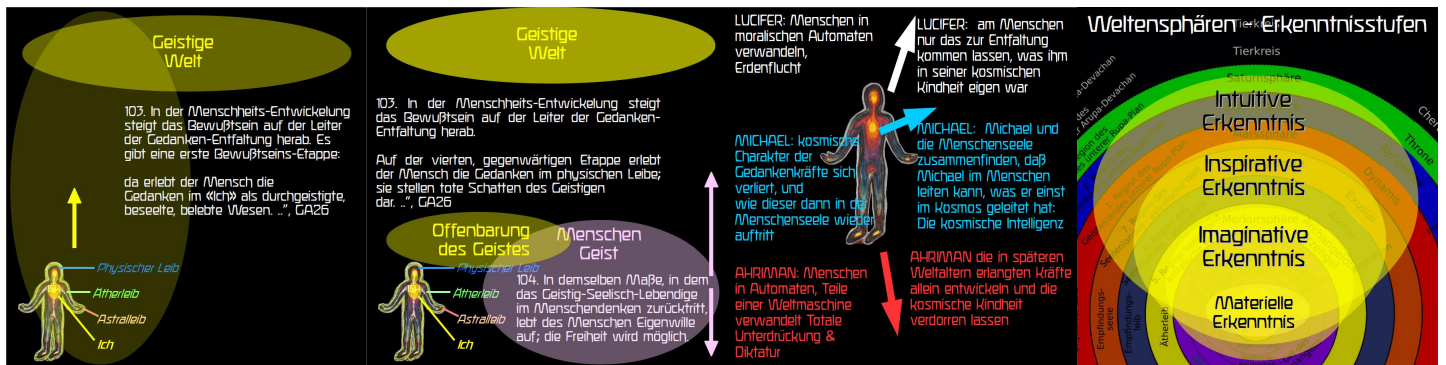 Geistige
Welt
103. In der Menschheits-Entwickelung
steigt das Bewußtsein auf der Leiter
der Gedanken-Entfaltung herab. Es
gibt eine erste Bewußtseins-Etappe:
da erlebt der Mensch die
Gedanken im «Ich» als durchgeistigte,
beseelte, belebte Wesen. ..”, GA26
Physischer Leib
Ätherleib
Astralleib
Ich
Geistige
Welt
103. In der Menschheits-Entwickelung steigt
das Bewußtsein auf der Leiter der Gedanken-
Entfaltung herab.
Auf der vierten, gegenwärtigen Etappe erlebt
der Mensch die Gedanken im physischen Leibe;
sie stellen tote Schatten des Geistigen
dar. ..”, GA26
Offenbarung
des Geistes
Menschen
Geist
Physischer Leib
Ätherleib
Astralleib
Ich
104. In demselben Maße, in dem
das Geistig-Seelisch-Lebendige
im Menschendenken zurücktritt,
lebt des Menschen Eigenwille
auf; die Freiheit wird möglich.
LUCIFER: Menschen in
moralischen Automaten
verwandeln,
Erdenflucht
MICHAEL: kosmische
Charakter der
Gedankenkräfte sich
verliert, und
wie dieser dann in der
Menschenseele wieder
auftritt
AHRIMAN: Menschen
in Automaten, Teile
einer Weltmaschine
verwandelt Totale
Unterdrückung &
Diktatur
LUCIFER: am Menschen
nur das zur Entfaltung
kommen lassen, was ihm
in seiner kosmischen
Kindheit eigen war
MICHAEL: Michael und
die Menschenseele
zusammenfinden, daß
Michael im Menschen
leiten kann, was er einst
im Kosmos geleitet hat:
Die kosmische Intelligenz
AHRIMAN die in späteren
Weltaltern erlangten Kräfte
allein entwickeln und die
kosmische Kindheit
verdorren lassen
Weltensphären - Erkenntnisstufen
Tierkreis
Tierkreis
Saturnsphäre
Intuitive
Erkenntnis
Marssphäre
Inspirative
Erkenntnis
Merkursphäre
Imaginative
Erkenntnis
Materielle
Erkenntnis
Throne
Dynamis
Empfindungs-
seele
Empfindungs-
leib
Ätherleib